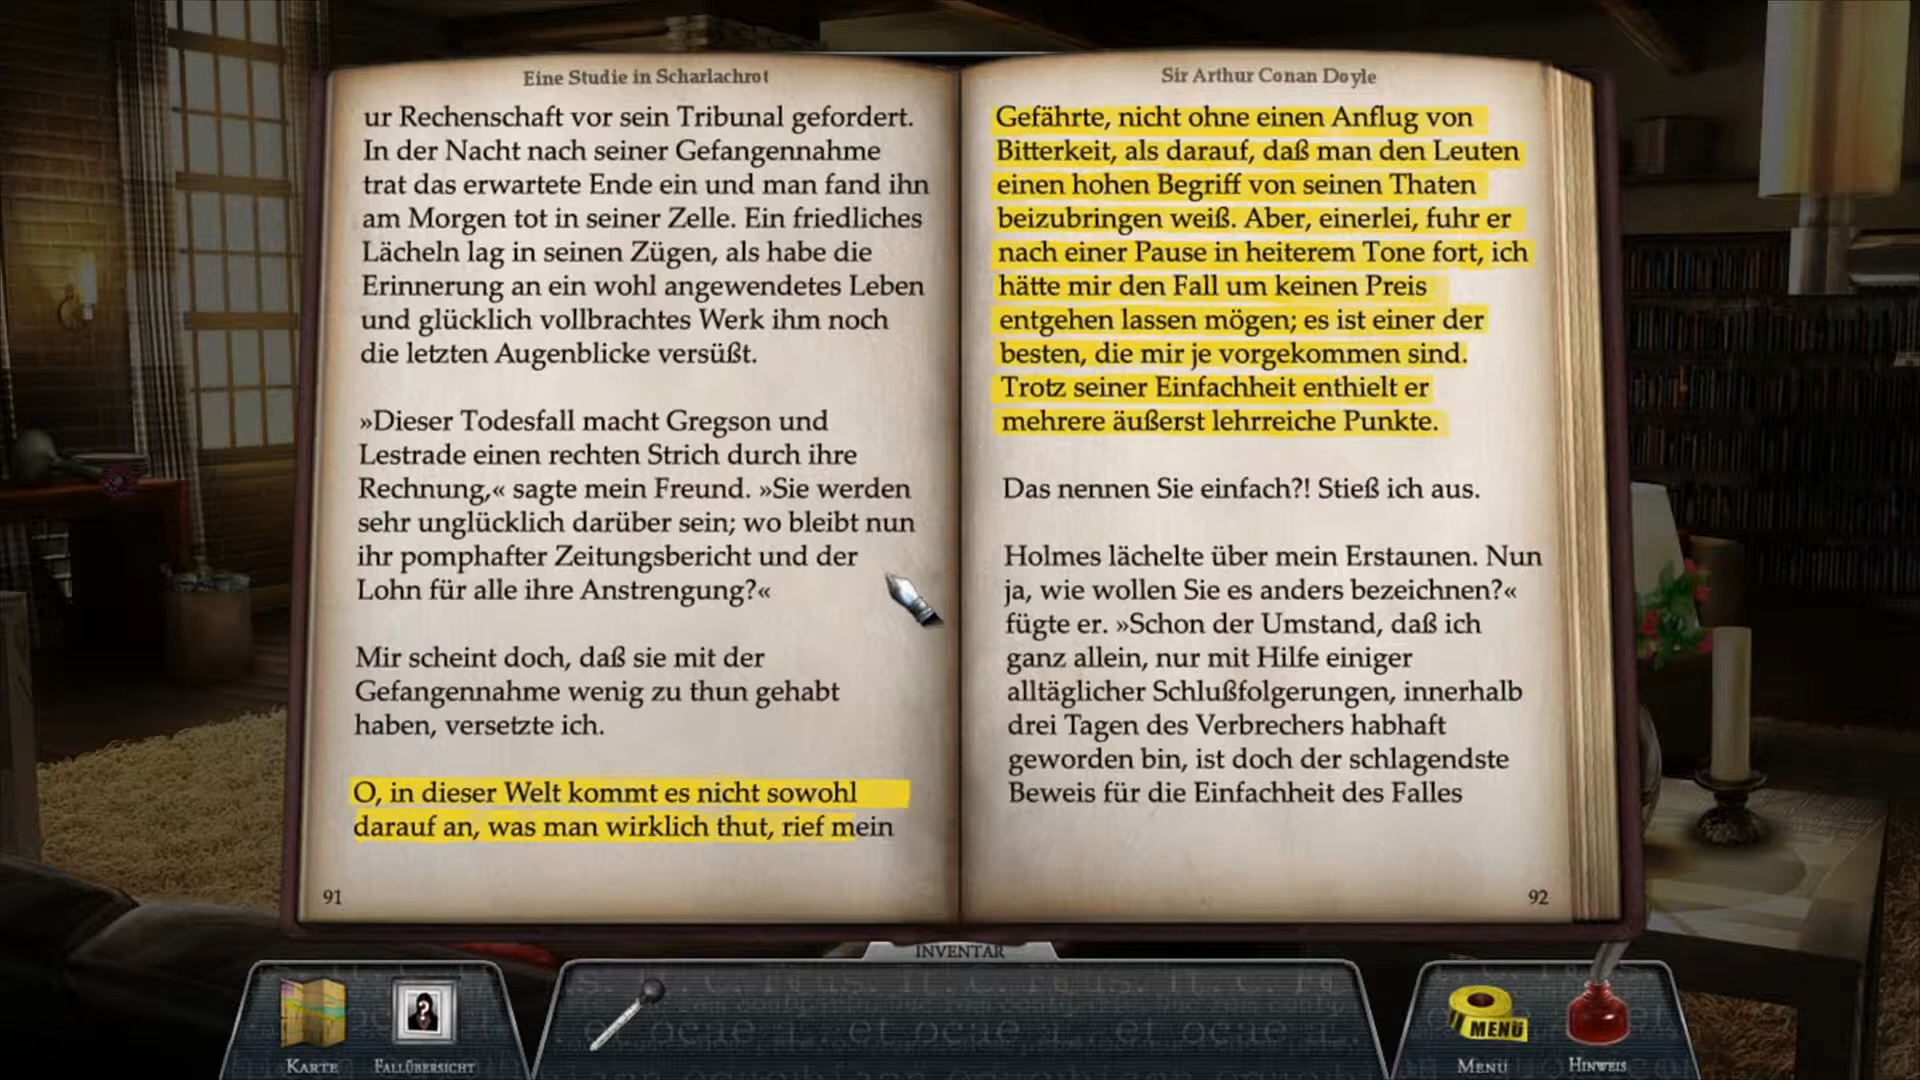 Eine Studie in Scharlachrot
ur Rechenschaft vor sein Tribunal gefordert.
In der Nacht nach seiner Gefangennahme
trat das erwartete Ende ein und man fand ihn
am Morgen tot in seiner Zelle. Ein friedliches
Lächeln lag in seinen Zügen, als habe die
Erinnerung an ein wohl angewendetes Leben
und glücklich vollbrachtes Werk ihm noch
die letzten Augenblicke versüßt.
»Dieser Todesfall macht Gregson und
Lestrade einen rechten Strich durch ihre
Rechnung,« sagte mein Freund. »Sie werden
sehr unglücklich darüber sein; wo bleibt nun
ihr pomphafter Zeitungsbericht und der
Lohn für alle ihre Anstrengung?«
Mir scheint doch, daß sie mit der
Gefangennahme wenig zu thun gehabt
haben, versetzte ich.
O, in dieser Welt kommt es nicht sowohl
darauf an, was man wirklich thut, rief mein
91
Sir Arthur Conan Doyle
Gefährte, nicht ohne einen Anflug von
Bitterkeit, als darauf, daß man den Leuten
einen hohen Begriff von seinen Thaten
beizubringen weiß. Aber, einerlei, fuhr er
nach einer Pause in heiterem Tone fort, ich
hätte mir den Fall um keinen Preis
entgehen lassen mögen; es ist einer der
besten, die mir je vorgekommen sind.
Trotz seiner Einfachheit enthielt er
mehrere äußerst lehrreiche Punkte.
Das nennen Sie einfach?! Stieß ich aus.
Holmes lächelte über mein Erstaunen. Nun
ja, wie wollen Sie es anders bezeichnen?«
fügte er. »Schon der Umstand, daß ich
ganz allein, nur mit Hilfe einiger
alltäglicher Schlußfolgerungen, innerhalb
drei Tagen des Verbrechers habhaft
geworden bin, ist doch der schlagendste
Beweis für die Einfachheit des Falles
92
INVENTAR
KARTE
FALLÜBERSICHT
MENÜ
MENÜ
HINWEIS